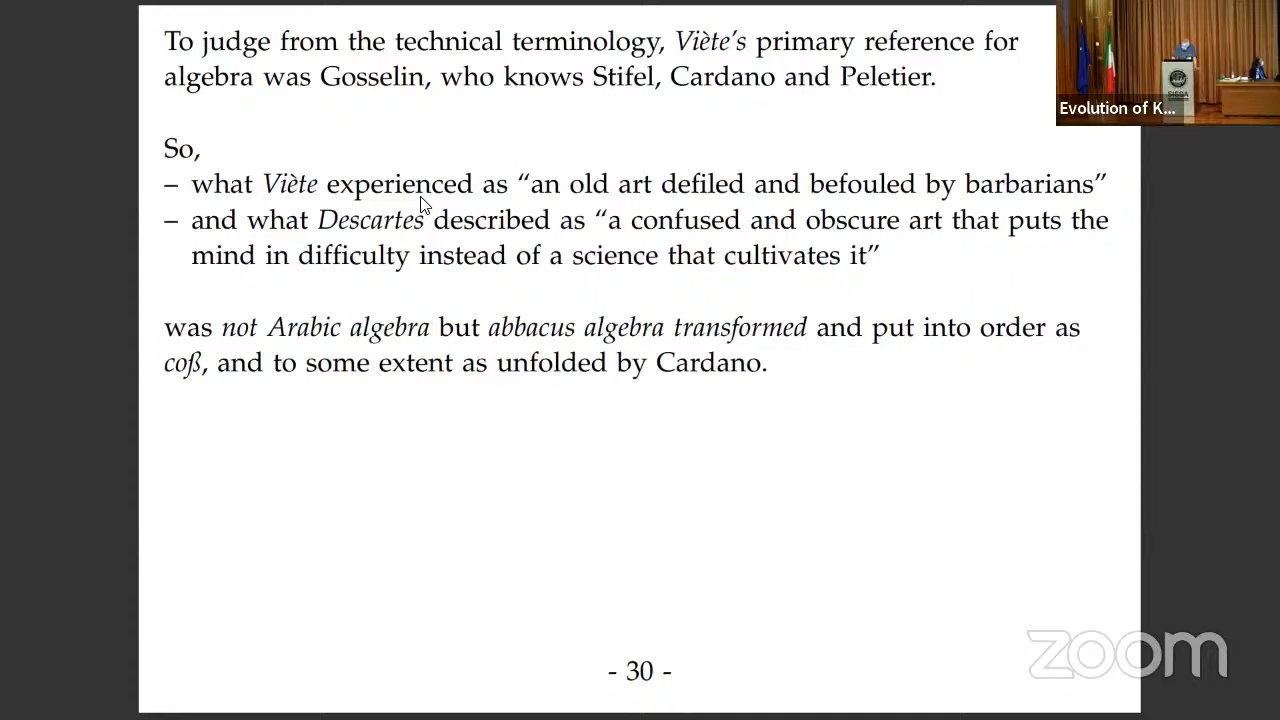 To judge from the technical terminology, Viète's primary reference for
algebra was Gosselin, who knows Stifel, Cardano and Peletier.
So,
– what Viète experienced as “an old art defiled and befouled by barbarians”
– and what Descartes described as “a confused and obscure art that puts the
mind in difficulty instead of a science that cultivates it”
was not Arabic algebra but abbacus algebra transformed and put into order as
coß, and to some extent as unfolded by Cardano.
- 30 -
Evolution of K...
SISSA
zoom